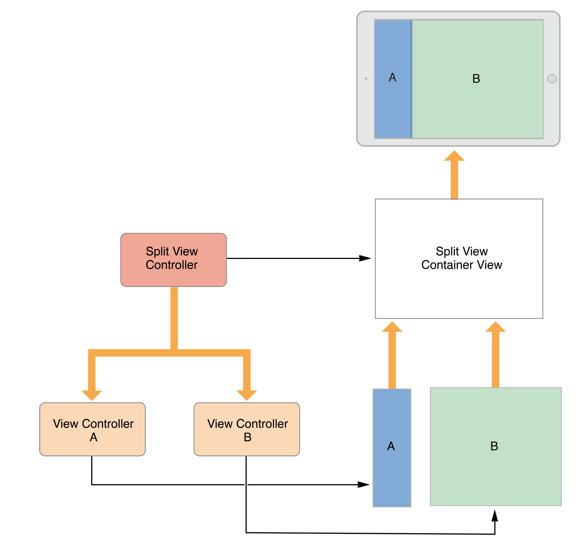 A
B
Split View
Controller
Split View
Container View
View Controller
A
View Controller
B
A
B